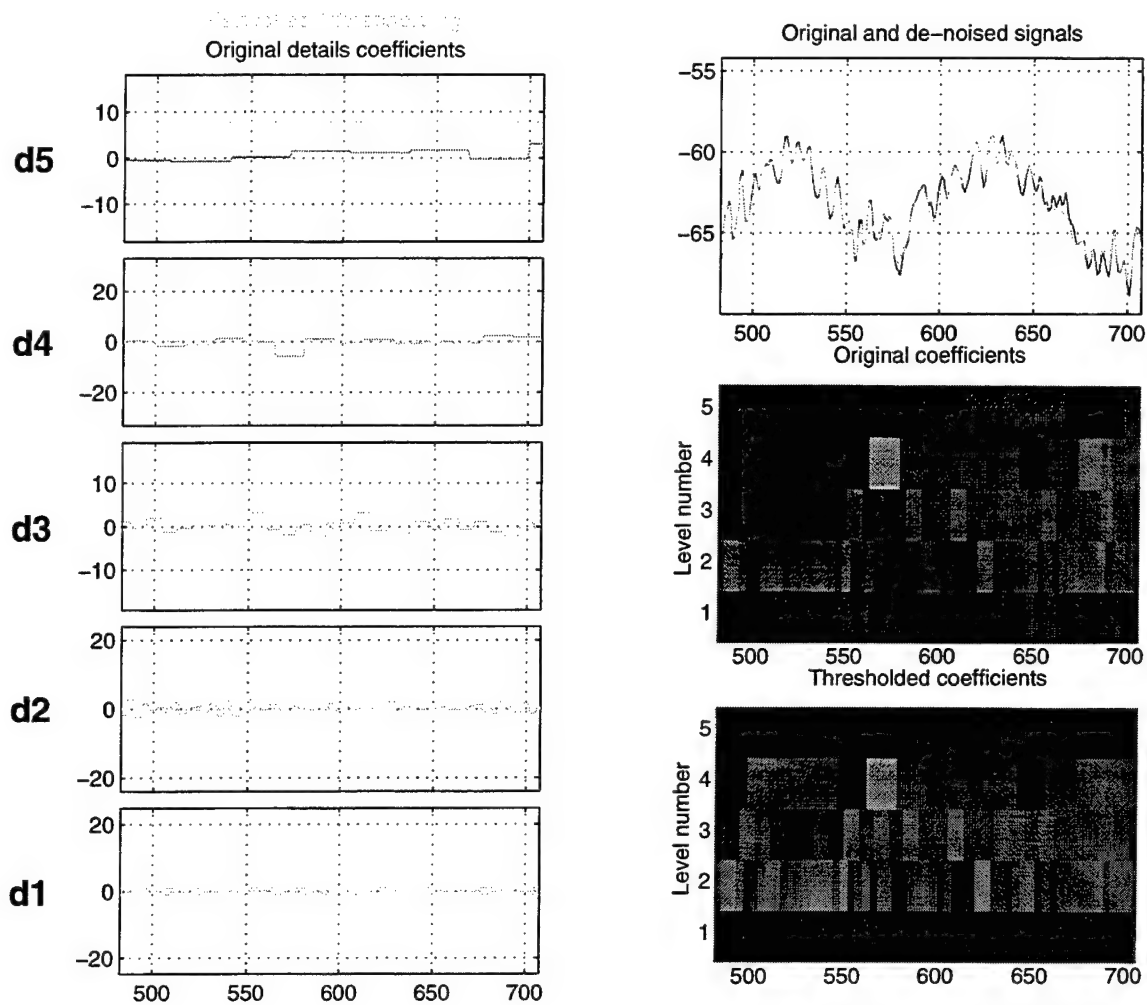 Original details coefficients
d5
10
0
−10
d4
20
0
−20
d3
10
0
−10
d2
20
0
−20
d1
20
0
−20
500 550 600 650 700
Original and de−noised signals
−55
−60
−65
500 550 600 650 700
Original coefficients
Level number
5
4
3
2
1
500 550 600 650 700
Thresholded coefficients
Level number
5
4
3
2
1
500 550 600 650 700